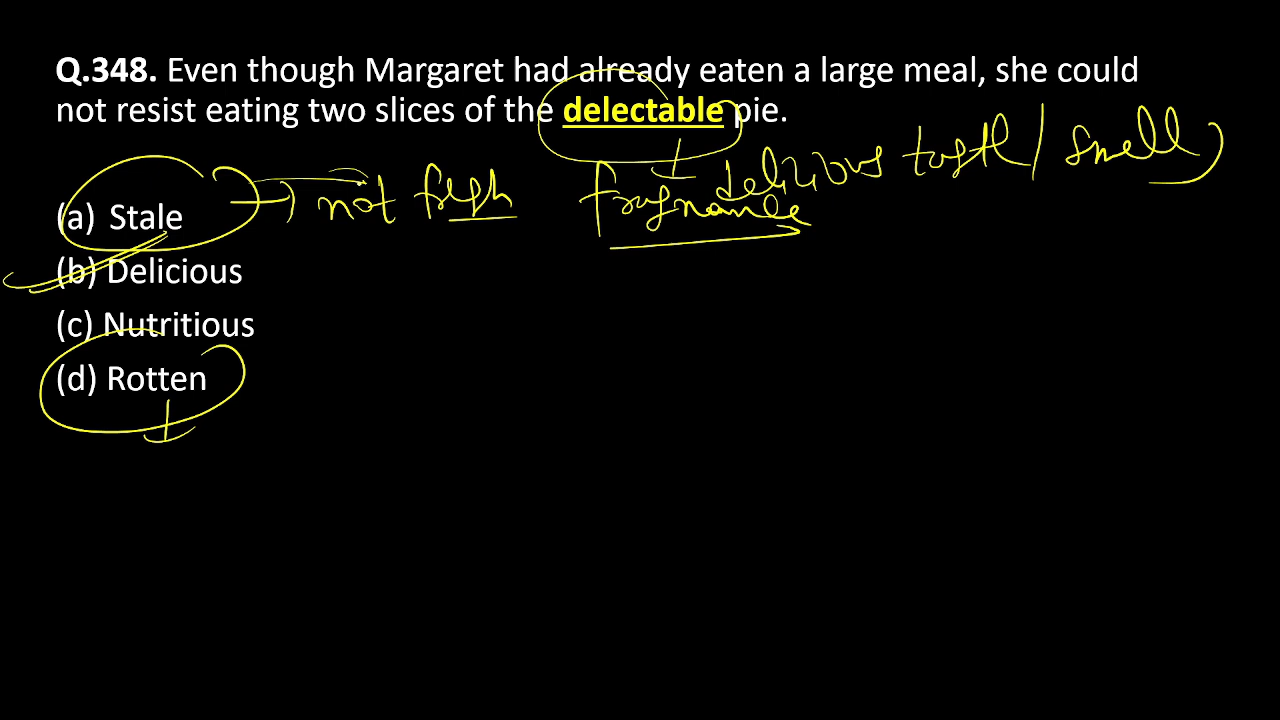 Q.348. Even though Margaret had already eaten a large meal, she could
not resist eating two slices of the delectable pie.
delicious taste/ smell
(a) Stale
not fresh
fragnance
(b) Delicious
(c) Nutritious
(d) Rotten